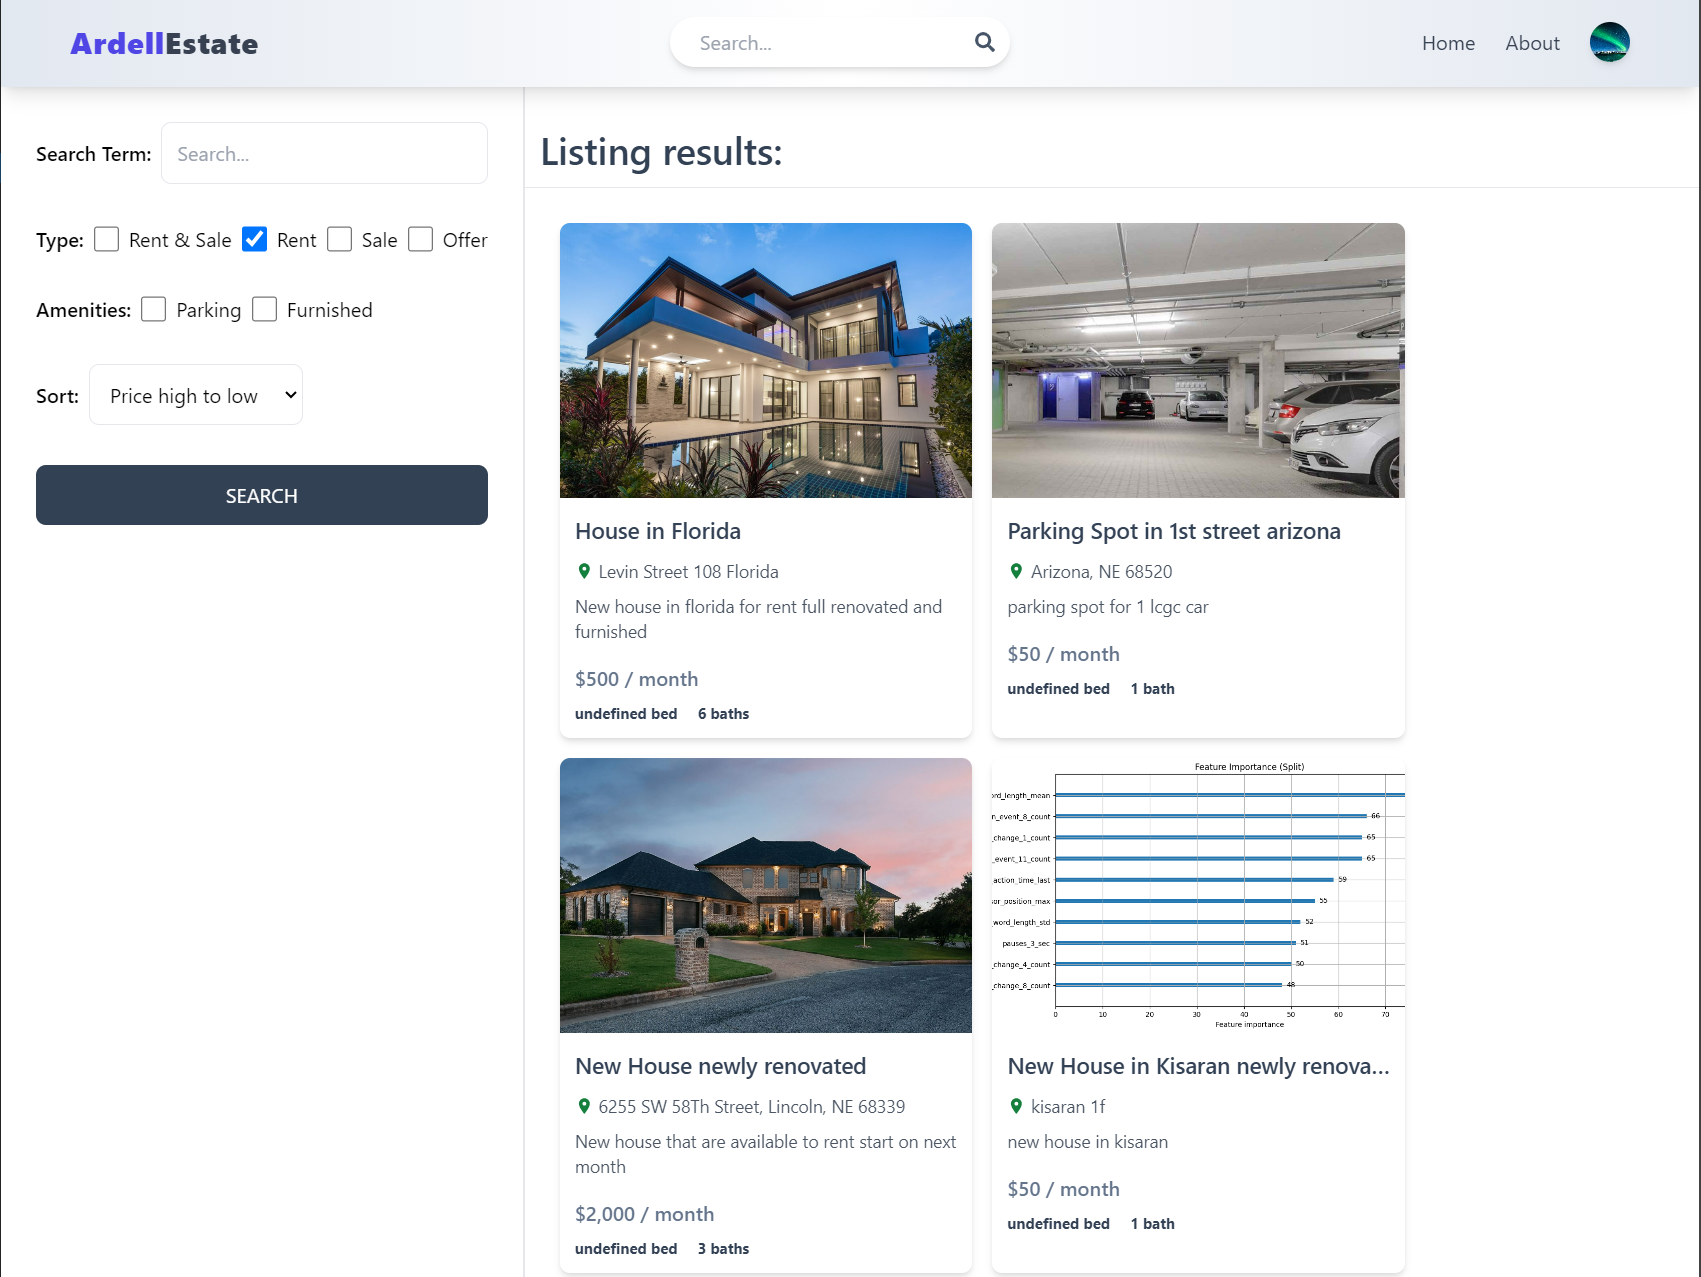 ArdellEstate
Search...
Home
About
Search Term:
Search...
Type:
Rent & Sale
Rent
Sale
Offer
Amenities:
Parking
Furnished
Sort:
Price high to low
SEARCH
Listing results:
House in Florida
Levin Street 108 Florida
New house in florida for rent full renovated and
furnished
$500 / month
undefined bed
6 baths
Parking Spot in 1st street arizona
Arizona, NE 68520
parking spot for 1 lcgc car
$50 / month
undefined bed
1 bath
New House newly renovated
6255 SW 58Th Street, Lincoln, NE 68339
New house that are available to rent start on next
month
$2,000 / month
undefined bed
3 baths
Feature Importance (Split)
ord_length_mean
n_event_8_count
66
_change_1_count
65
_event_11_count
65
action_time_last
59
sor_position_max
55
_word_length_std
52
pauses_3_sec
51
_change_4_count
50
_change_8_count
48
0 10 20 30 40 50 60 70
Feature importance
New House in Kisaran newly renova...
kisaran 1f
new house in kisaran
$50 / month
undefined bed
1 bath